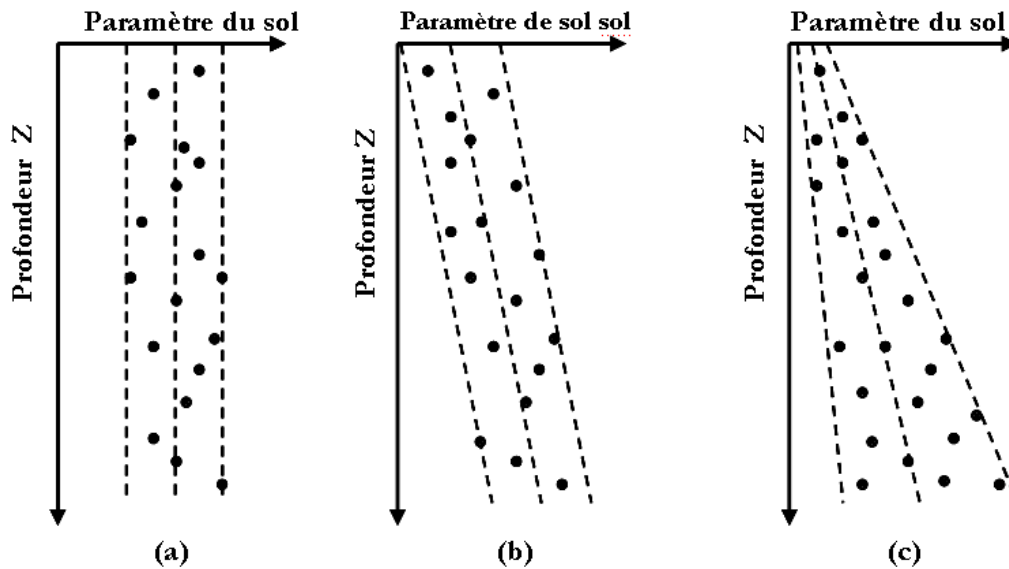 Paramètre du sol
Profondeur Z
(a)
Paramètre de sol sol
Profondeur Z
(b)
Paramètre du sol
Profondeur Z
(c)